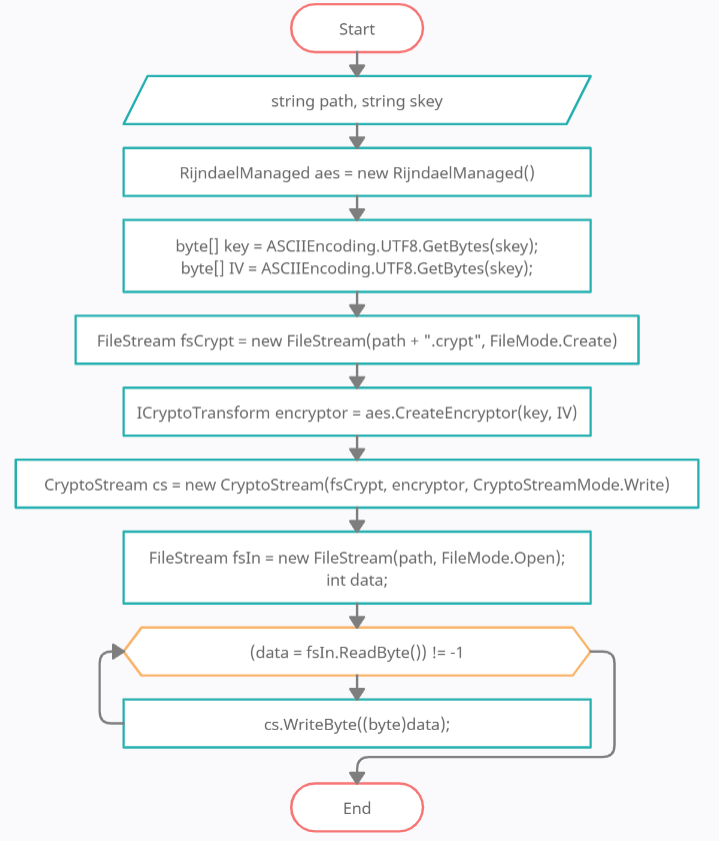 Start
string path, string skey
RijndaelManaged aes = new RijndaelManaged()
byte[] key = ASCIIEncoding.UTF8.GetBytes(skey);
byte[] IV = ASCIIEncoding.UTF8.GetBytes(skey);
FileStream fsCrypt = new FileStream(path + ".crypt", FileMode.Create)
ICryptoTransform encryptor = aes.CreateEncryptor(key, IV)
CryptoStream cs = new CryptoStream(fsCrypt, encryptor, CryptoStreamMode.Write)
FileStream fsIn = new FileStream(path, FileMode.Open);
int data;
(data = fsIn.ReadByte()) != -1
cs.WriteByte((byte)data);
End